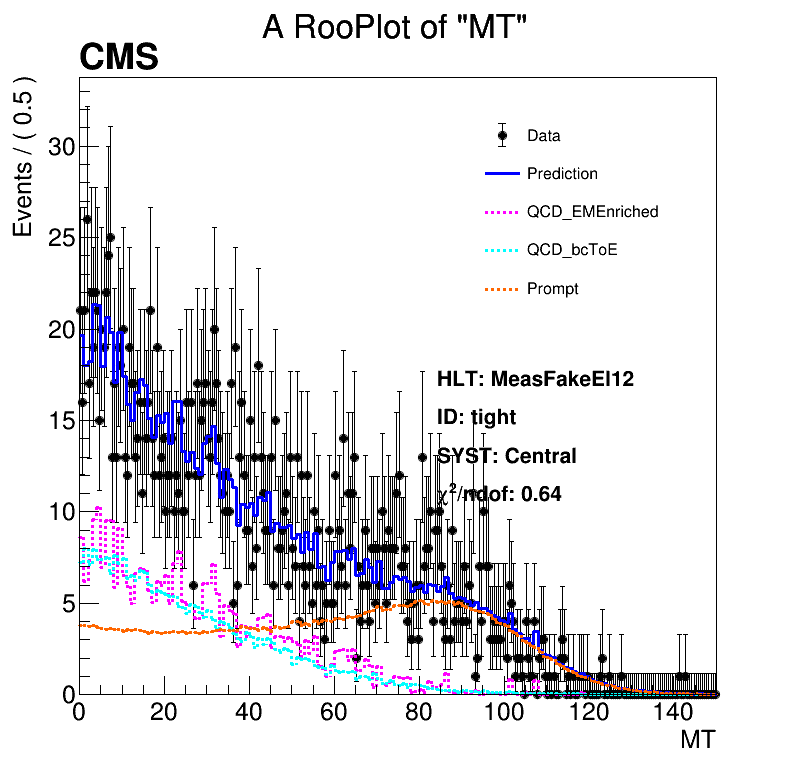 A RooPlot of "MT"
CMS
Events / ( 0.5 )
30
25
20
15
10
5
0
Data
Prediction
QCD_EMEnriched
QCD_bcToE
Prompt
HLT: MeasFakeEl12
ID: tight
SYST: Central
χ²/ndof: 0.64
0 20 40 60 80 100 120 140
MT